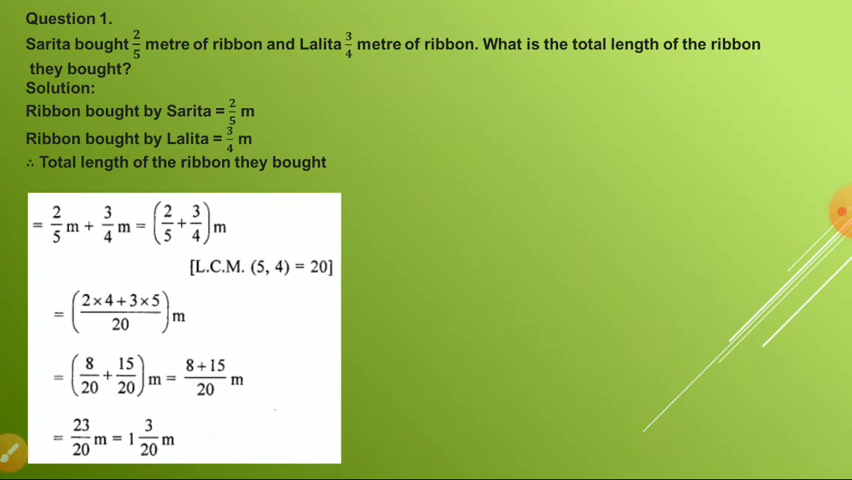 Question 1.
Sarita bought 2/5 metre of ribbon and Lalita 3/4 metre of ribbon. What is the total length of the ribbon
they bought?
Solution:
Ribbon bought by Sarita = 2/5 m
Ribbon bought by Lalita = 3/4 m
∴ Total length of the ribbon they bought
= 2/5 m + 3/4 m = (2/5 + 3/4) m
[L.C.M. (5, 4) = 20]
= ((2×4+3×5)/20) m
= (8/20 + 15/20) m = (8+15)/20 m
= 23/20 m = 1 3/20 m